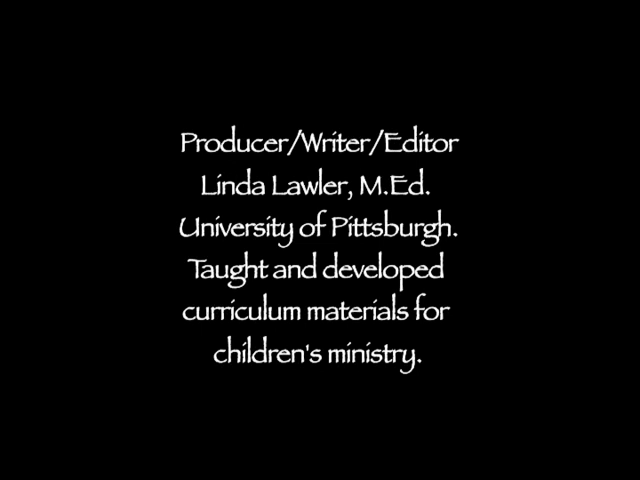 Producer/Writer/Editor
Linda Lawler, M.Ed.
University of Pittsburgh.
Taught and developed
curriculum materials for
children's ministry.